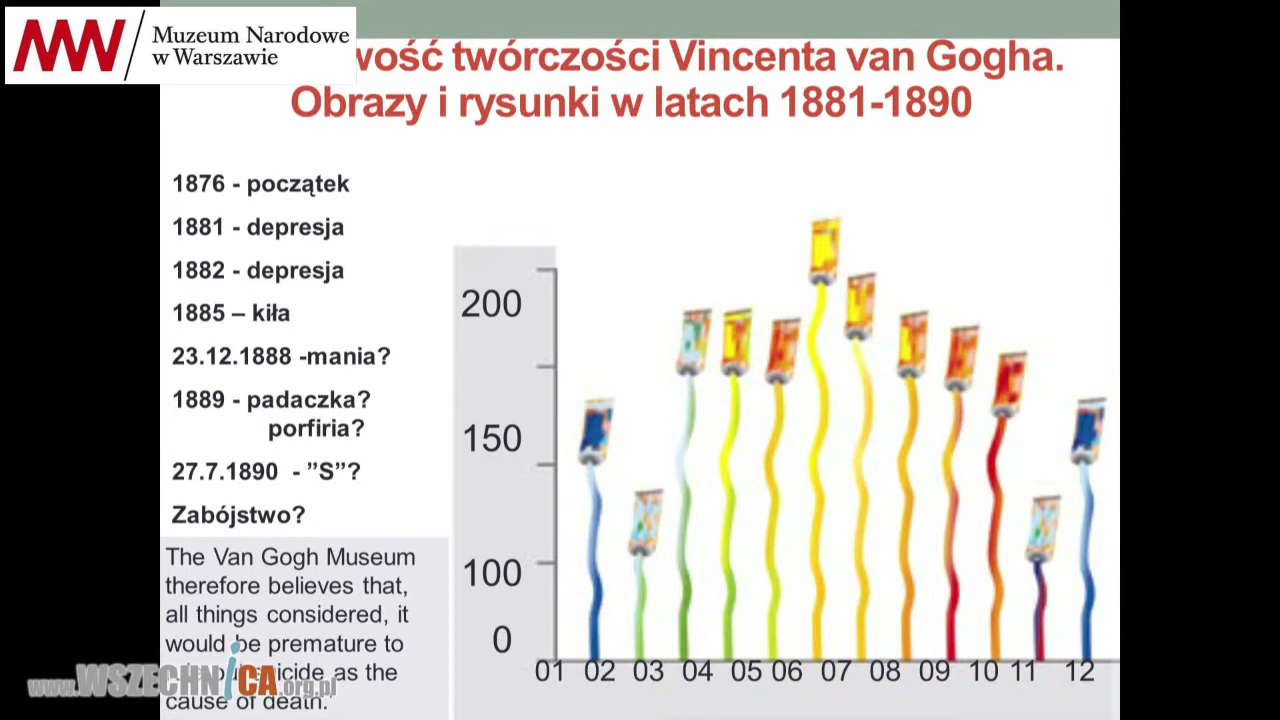 Muzeum Narodowe
w Warszawie
wość twórczości Vincenta van Gogha.
Obrazy i rysunki w latach 1881-1890
1876 - początek
1881 - depresja
1882 - depresja
1885 – kiła
23.12.1888 -mania?
1889 - padaczka?
porfiria?
27.7.1890 - ”S”?
Zabójstwo?
The Van Gogh Museum
therefore believes that,
all things considered, it
would be premature to
as the
cause of death.
www.WSZECHNICA.org.pl
200
150
100
0
01 02 03 04 05 06 07 08 09 10 11 12